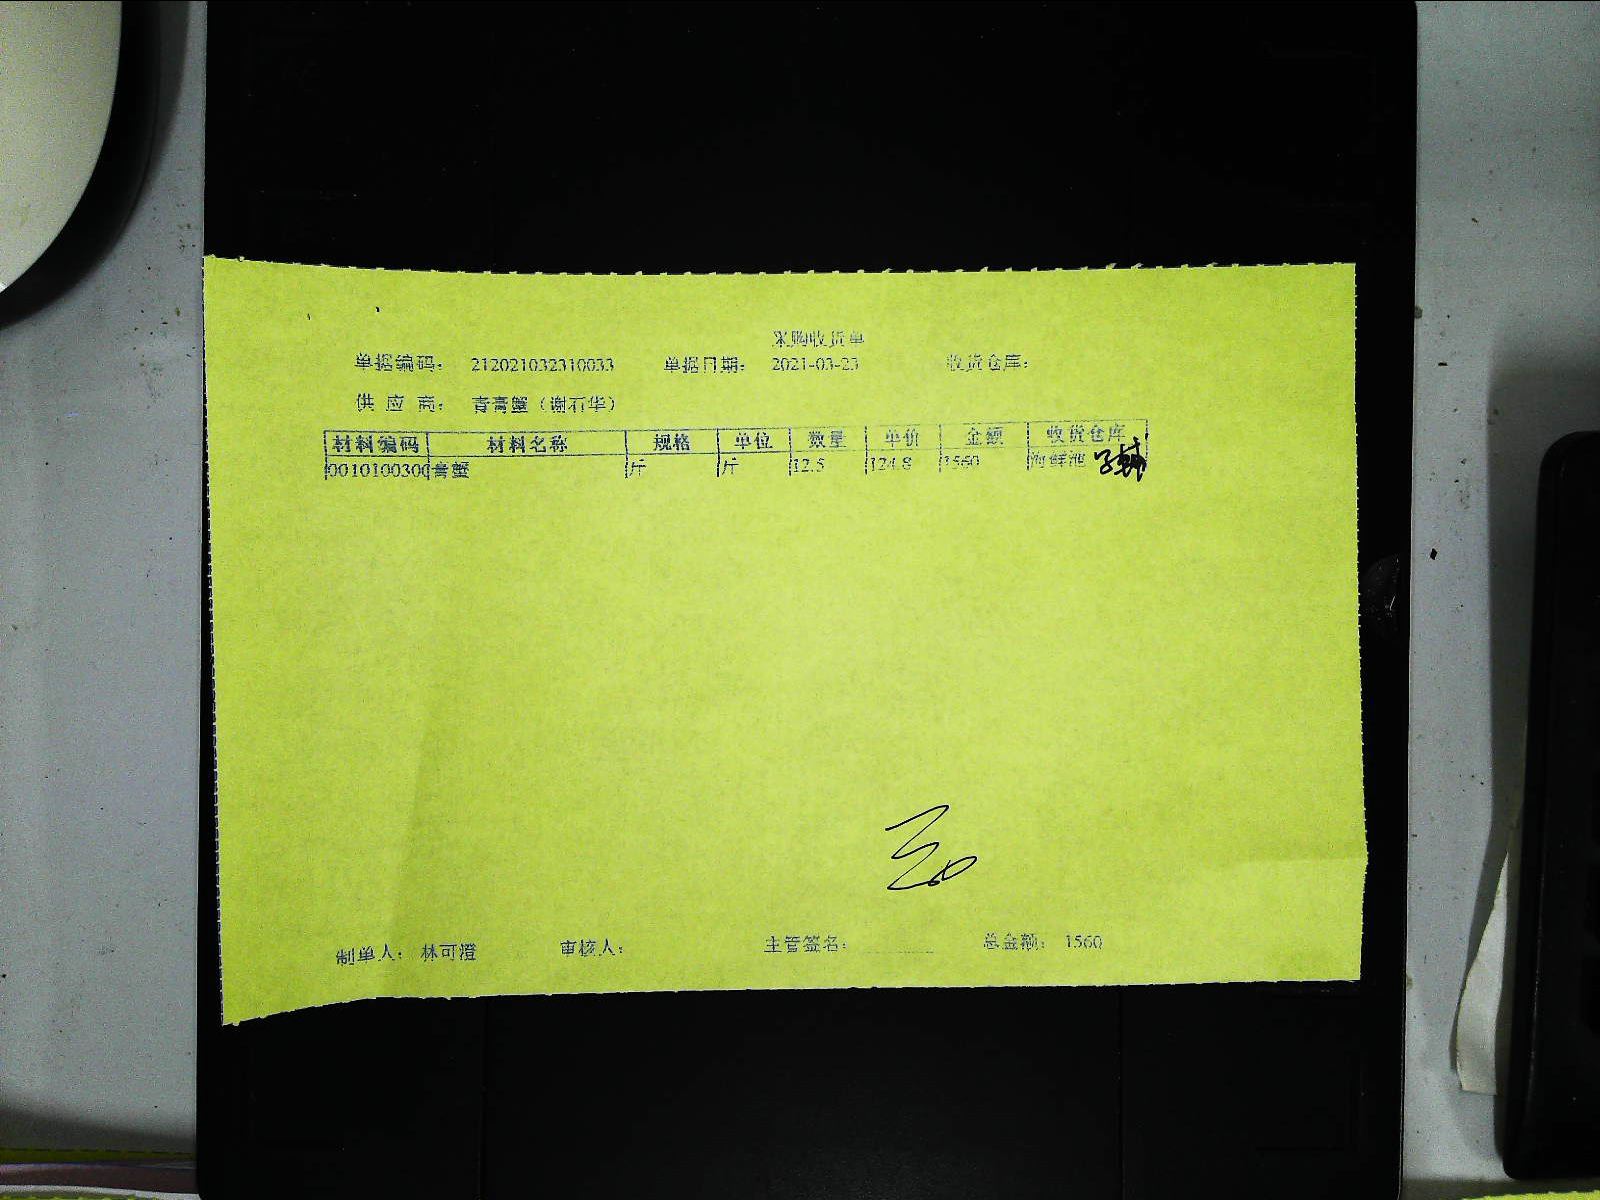 采购收货单
单据编码： 212021032310033 单据日期： 2021-03-23 收货仓库：
供 应 商： 青膏蟹（谢石华）
材料编码 材料名称 规格 单位 数量 单价 金额 收货仓库
0010100300 膏蟹 斤 斤 12.5 124.8 1560 海鲜池
制单人： 林可澄 审核人： 主管签名： 总金额： 1560